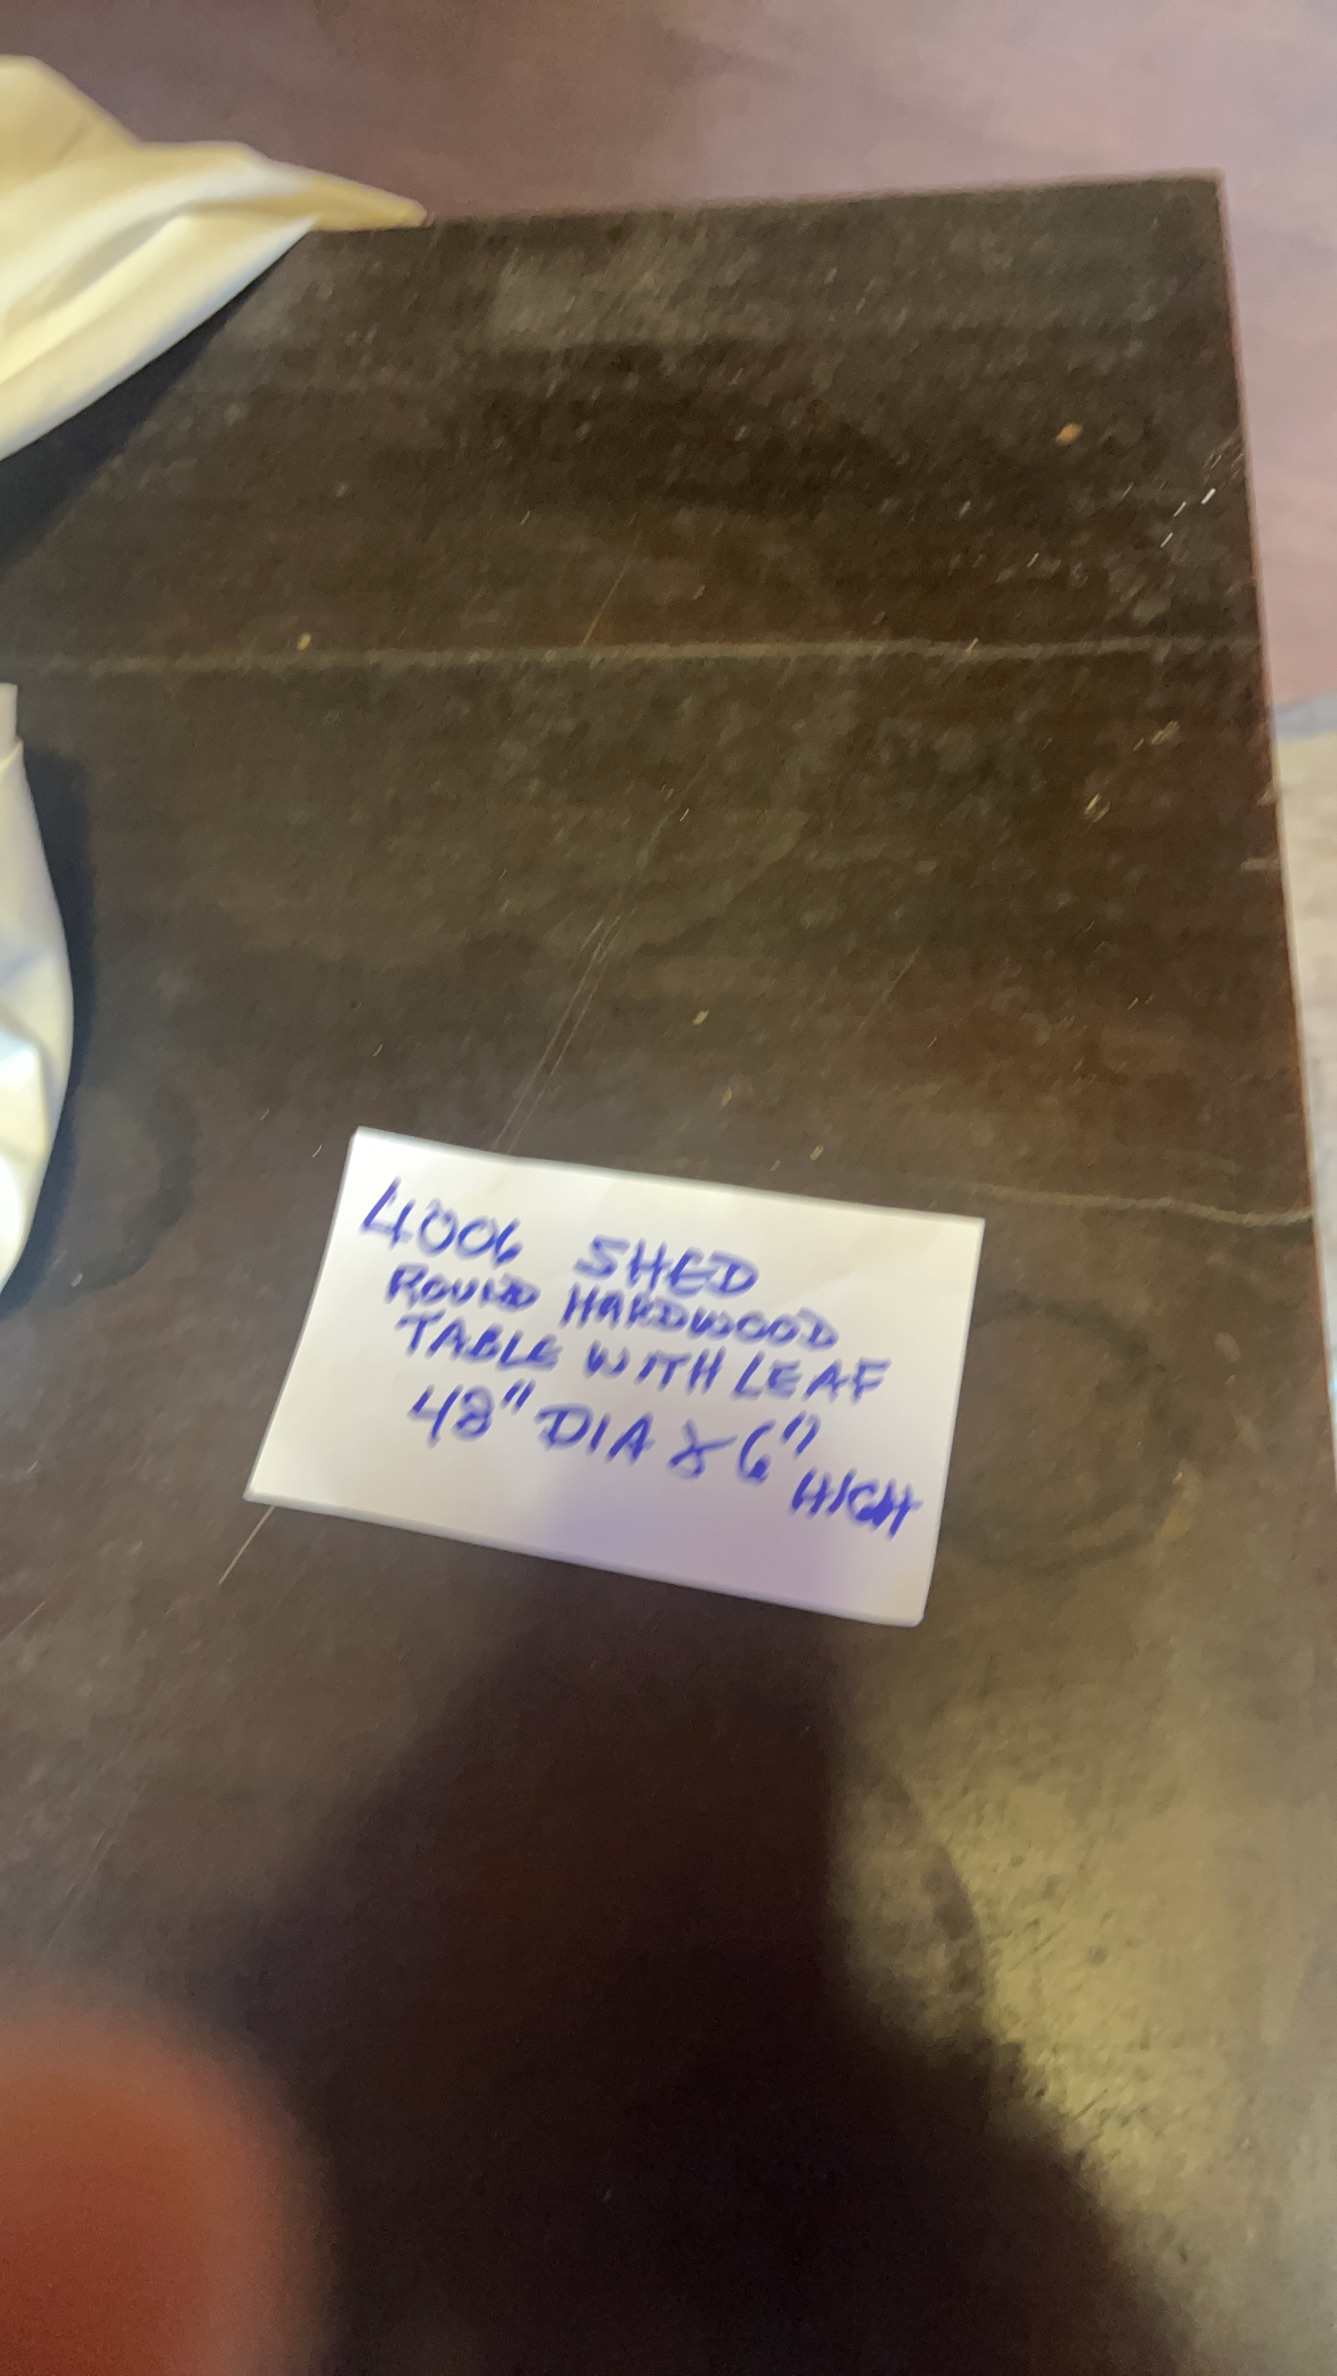 4006 SHED
ROUND HARDWOOD
TABLE WITH LEAF
48" DIA x 6"
HIGH